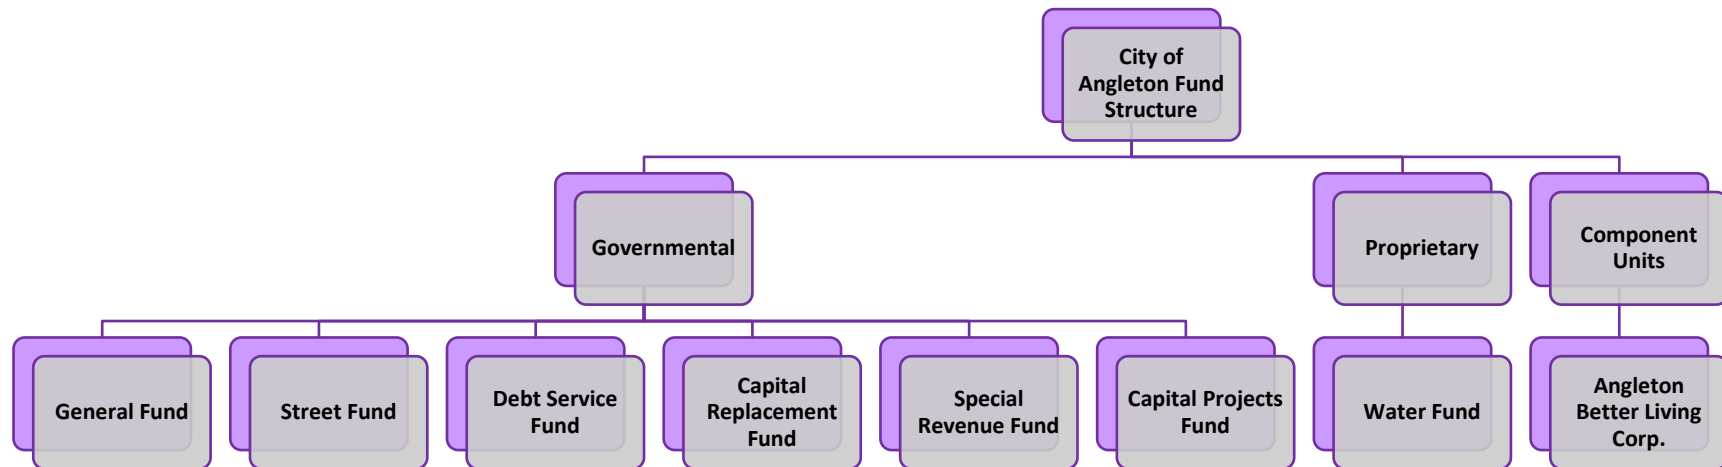 City of
Angleton Fund
Structure
Governmental
Proprietary
Component
Units
General Fund
Street Fund
Debt Service
Fund
Capital
Replacement
Fund
Special
Revenue Fund
Capital Projects
Fund
Water Fund
Angleton
Better Living
Corp.